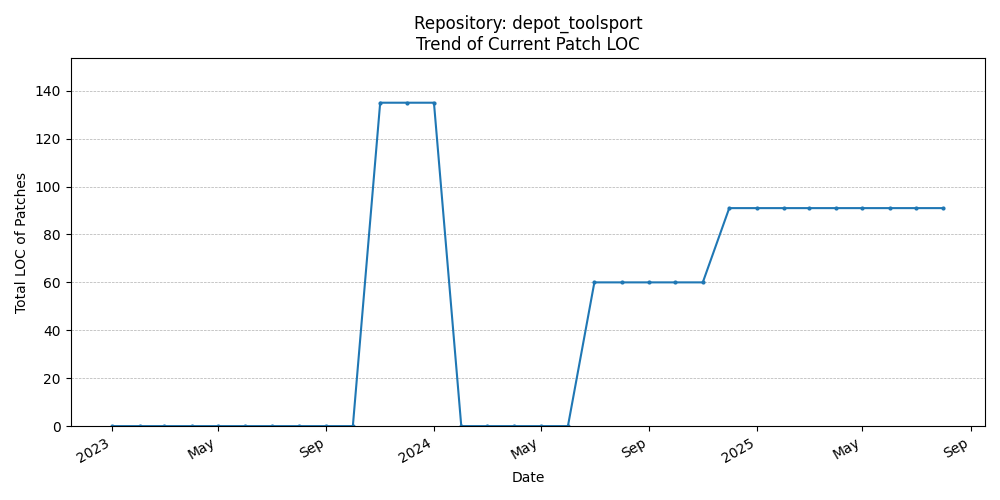 Repository: depot_toolsport
Trend of Current Patch LOC
Total LOC of Patches
140
120
100
80
60
40
20
0
2023
May
Sep
2024
May
Sep
2025
May
Sep
Date